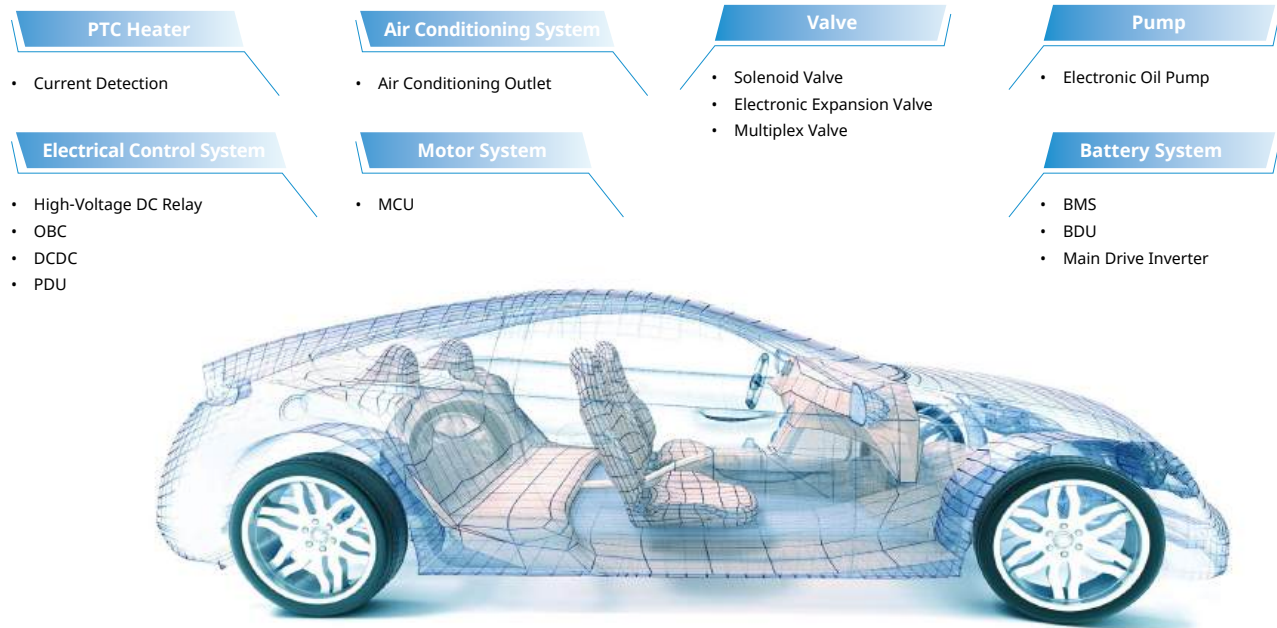 PTC Heater
• Current Detection
Air Conditioning System
• Air Conditioning Outlet
Valve
• Solenoid Valve
• Electronic Expansion Valve
• Multiplex Valve
Pump
• Electronic Oil Pump
Electrical Control System
• High-Voltage DC Relay
• OBC
• DCDC
• PDU
Motor System
• MCU
Battery System
• BMS
• BDU
• Main Drive Inverter